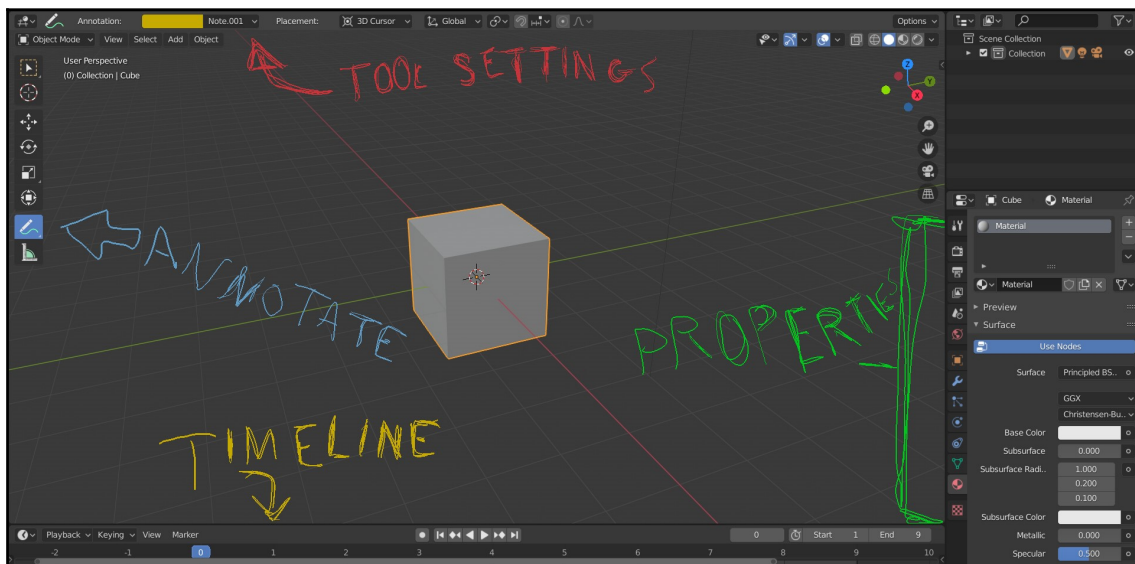 Annotation: Note.001 Placement: 3D Cursor Global Options
Object Mode View Select Add Object
User Perspective
(0) Collection | Cube
TOOL SETTINGS
ANNOTATE
TIMELINE
PROPERTIES
Z
Y
X
Scene Collection
Collection
Cube Material
Material
Material
Preview
Surface
Use Nodes
Surface Principled BS..
GGX
Christensen-Bu..
Base Color
Subsurface 0.000
Subsurface Radi.. 1.000
0.200
0.100
Subsurface Color
Metallic 0.000
Specular 0.500
Playback Keying View Marker 0 Start 1 End 9
-2 -1 0 1 2 3 4 5 6 7 8 9 10